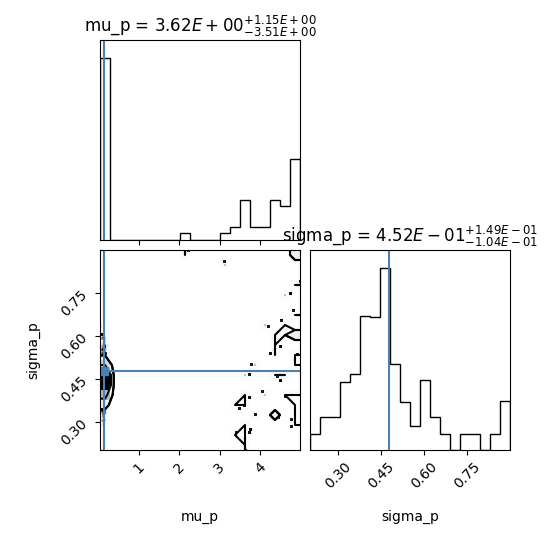 mu_p = 3.62E + 00+1.15E+00−3.51E+00
sigma_p = 4.52E − 01+1.49E−01−1.04E−01
sigma_p
0.75
0.60
0.45
0.30
1 2 3 4
0.30 0.45 0.60 0.75
mu_p
sigma_p